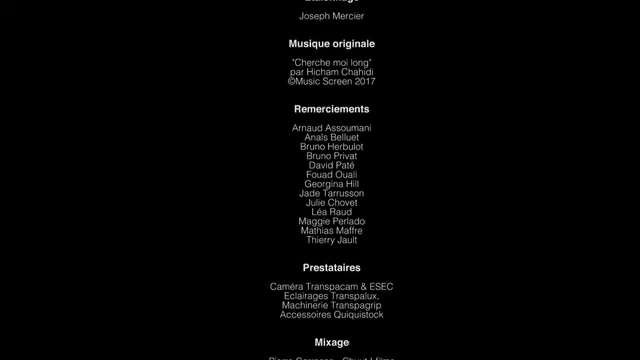 Joseph Mercier
Musique originale
"Cherche moi long"
par Hicham Chahidi
©Music Screen 2017
Remerciements
Arnaud Assoumani
Anaïs Belluet
Bruno Herbulot
Bruno Privat
David Paté
Fouad Ouali
Georgina Hill
Jade Tarrusson
Julie Chovet
Léa Raud
Maggie Perlado
Mathias Maffre
Thierry Jault
Prestataires
Caméra Transpacam & ESEC
Eclairages Transpalux,
Machinerie Transpagrip
Accessoires Quiquistock
Mixage